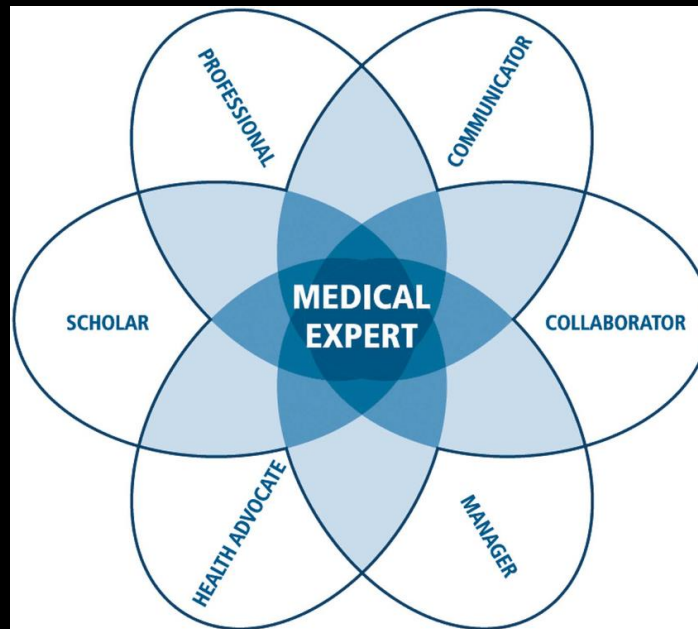 PROFESSIONAL
COMMUNICATOR
SCHOLAR
MEDICAL
EXPERT
COLLABORATOR
HEALTH ADVOCATE
MANAGER